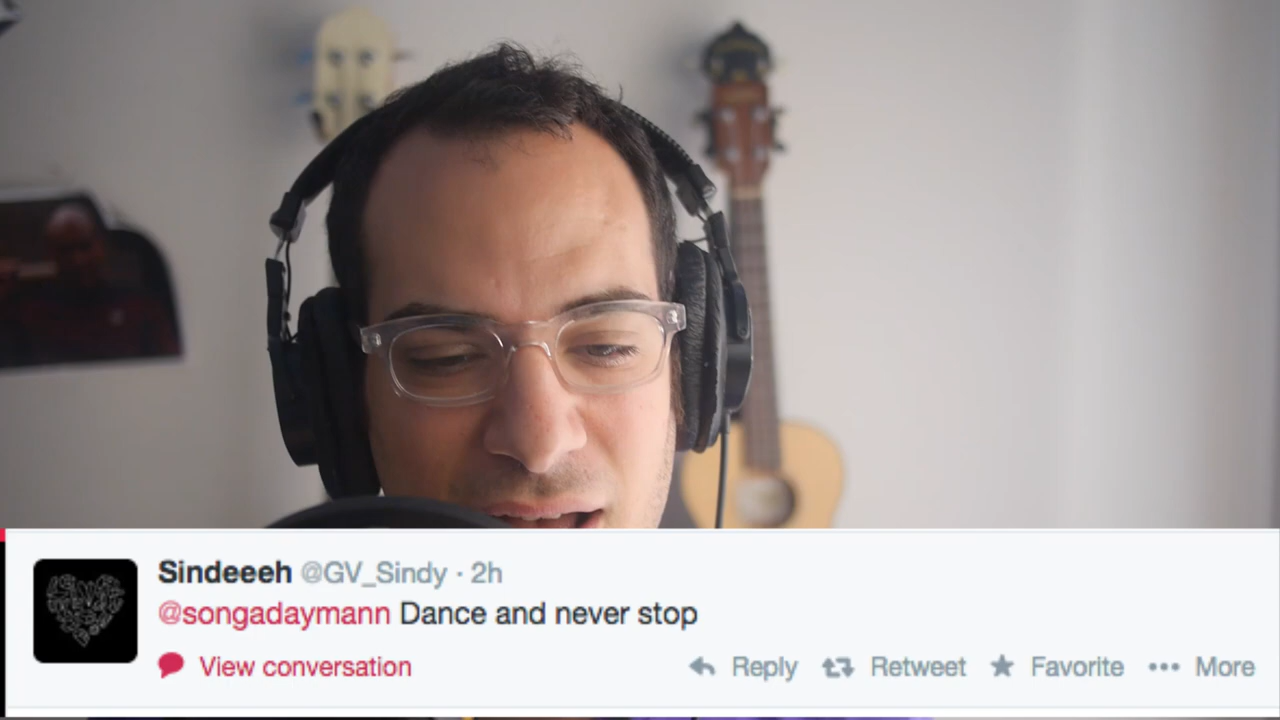 Sindeeeh @GV_Sindy · 2h
@songadaymann Dance and never stop
View conversation Reply Retweet Favorite More